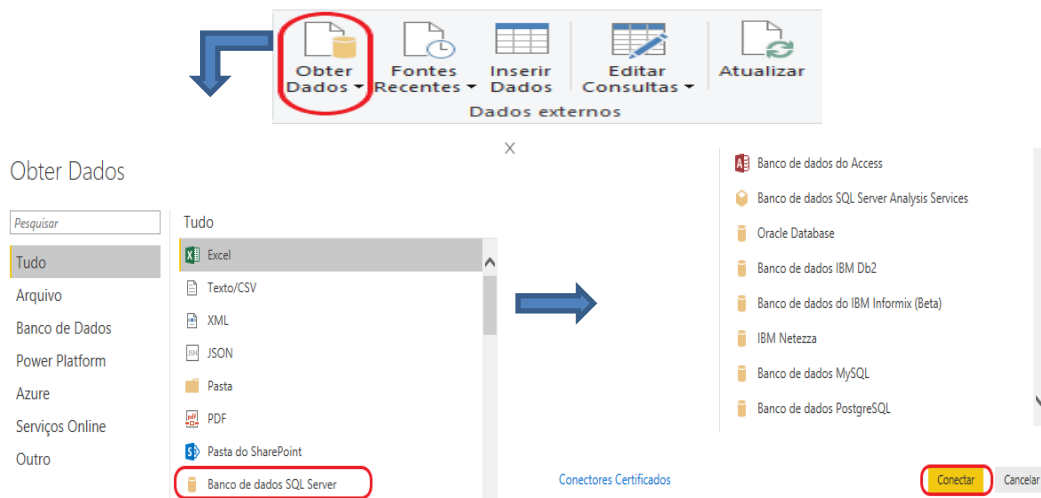 Obter Dados
Fontes Recentes
Inserir Dados
Editar Consultas
Atualizar
Dados externos
Obter Dados
Pesquisar
Tudo
Arquivo
Banco de Dados
Power Platform
Azure
Serviços Online
Outro
Tudo
Excel
Texto/CSV
XML
JSON
Pasta
PDF
Pasta do SharePoint
Banco de dados SQL Server
Banco de dados do Access
Banco de dados SQL Server Analysis Services
Oracle Database
Banco de dados IBM Db2
Banco de dados do IBM Informix (Beta)
IBM Netezza
Banco de dados MySQL
Banco de dados PostgreSQL
Conectores Certificados
Conectar
Cancelar